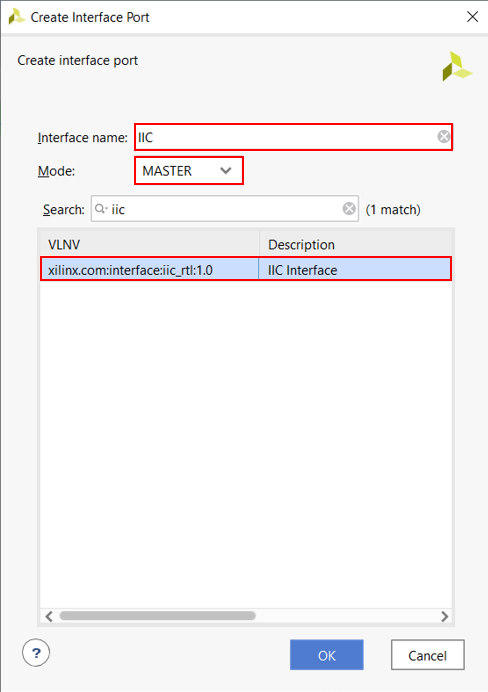 Create Interface Port
Create interface port
Interface name: IIC
Mode: MASTER
Search: iic (1 match)
VLNV Description
xilinx.com:interface:iic_rtl:1.0 IIC Interface
? OK Cancel